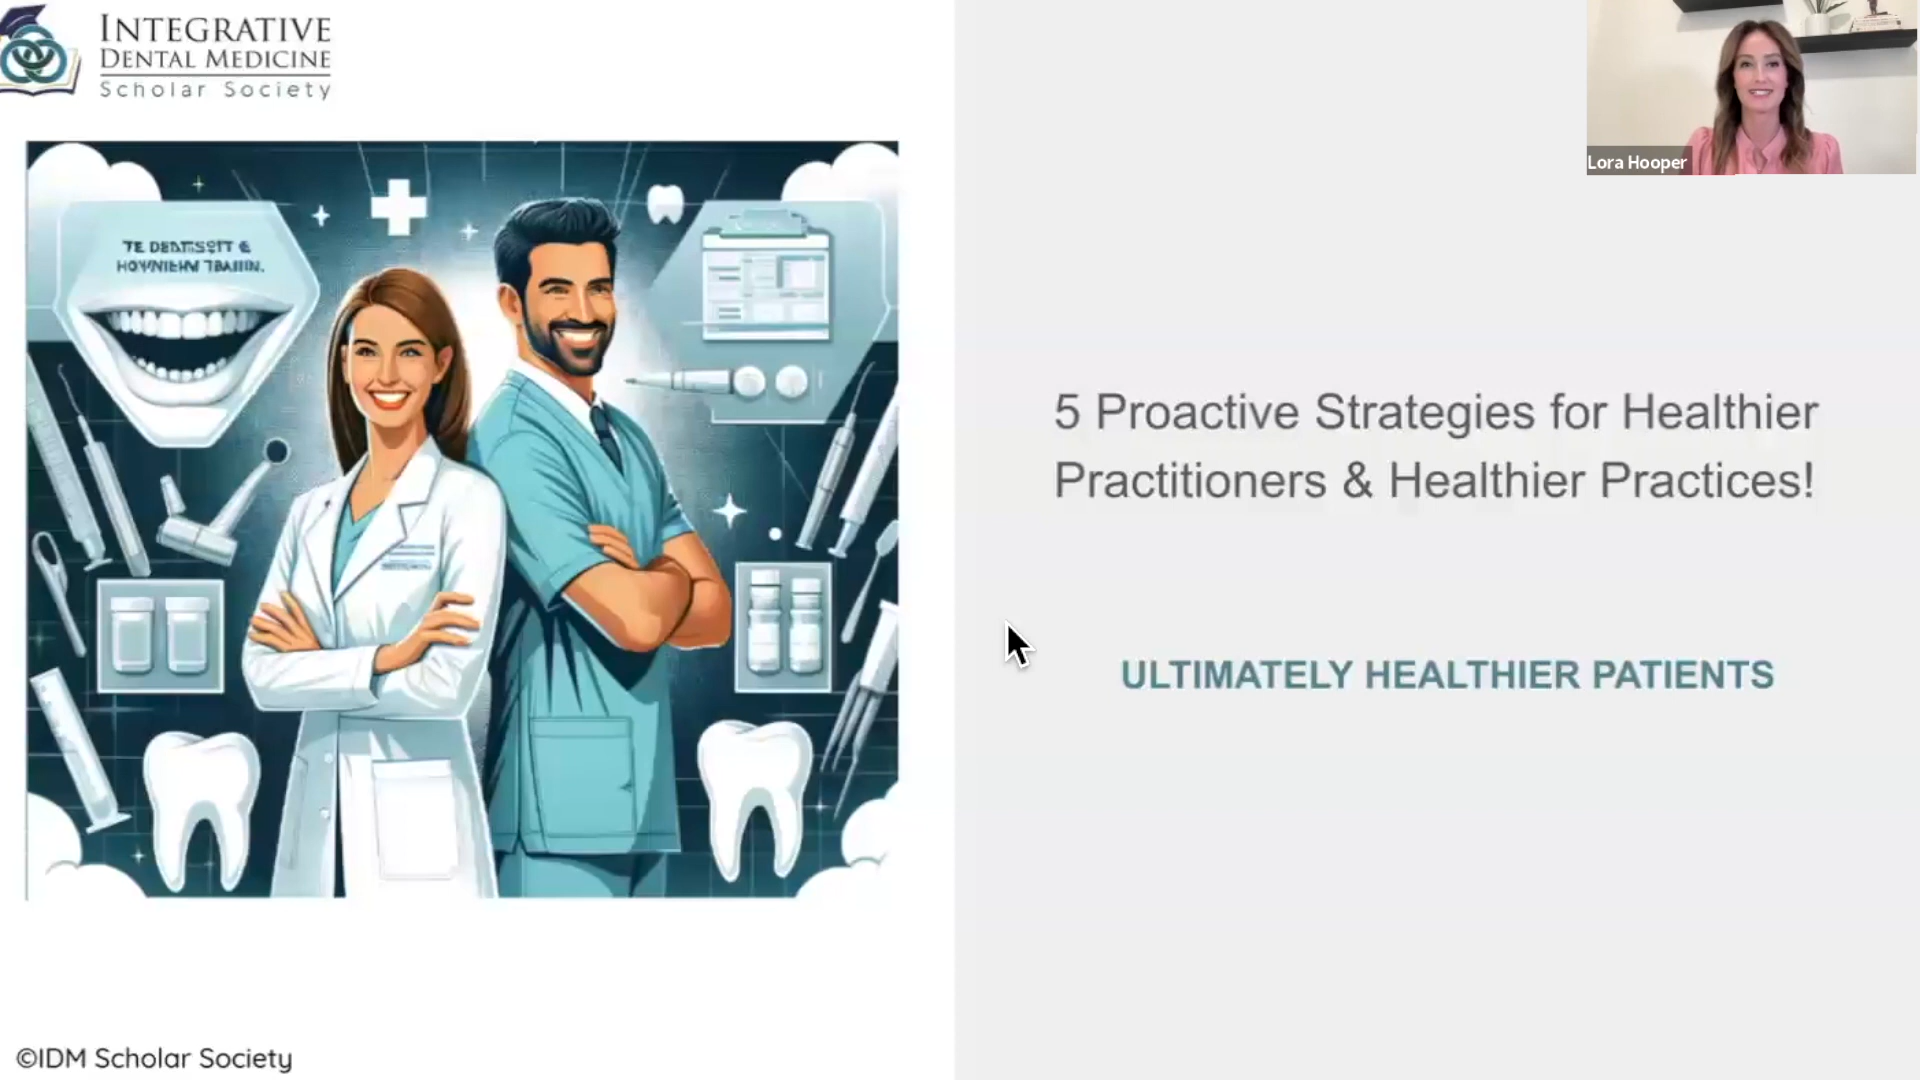 INTEGRATIVE
DENTAL MEDICINE
Scholar Society
Lora Hooper
5 Proactive Strategies for Healthier
Practitioners & Healthier Practices!
ULTIMATELY HEALTHIER PATIENTS
©IDM Scholar Society